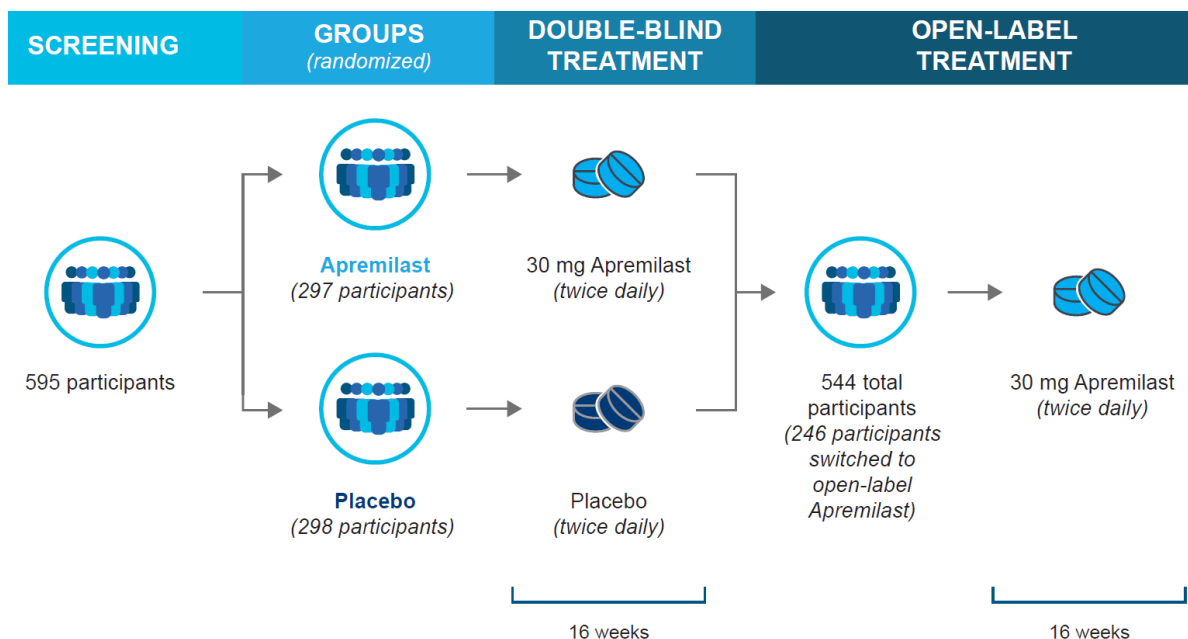 SCREENING
GROUPS
(randomized)
DOUBLE-BLIND
TREATMENT
OPEN-LABEL
TREATMENT
595 participants
Apremilast
(297 participants)
30 mg Apremilast
(twice daily)
Placebo
(298 participants)
Placebo
(twice daily)
544 total
participants
(246 participants
switched to
open-label
Apremilast)
30 mg Apremilast
(twice daily)
16 weeks
16 weeks